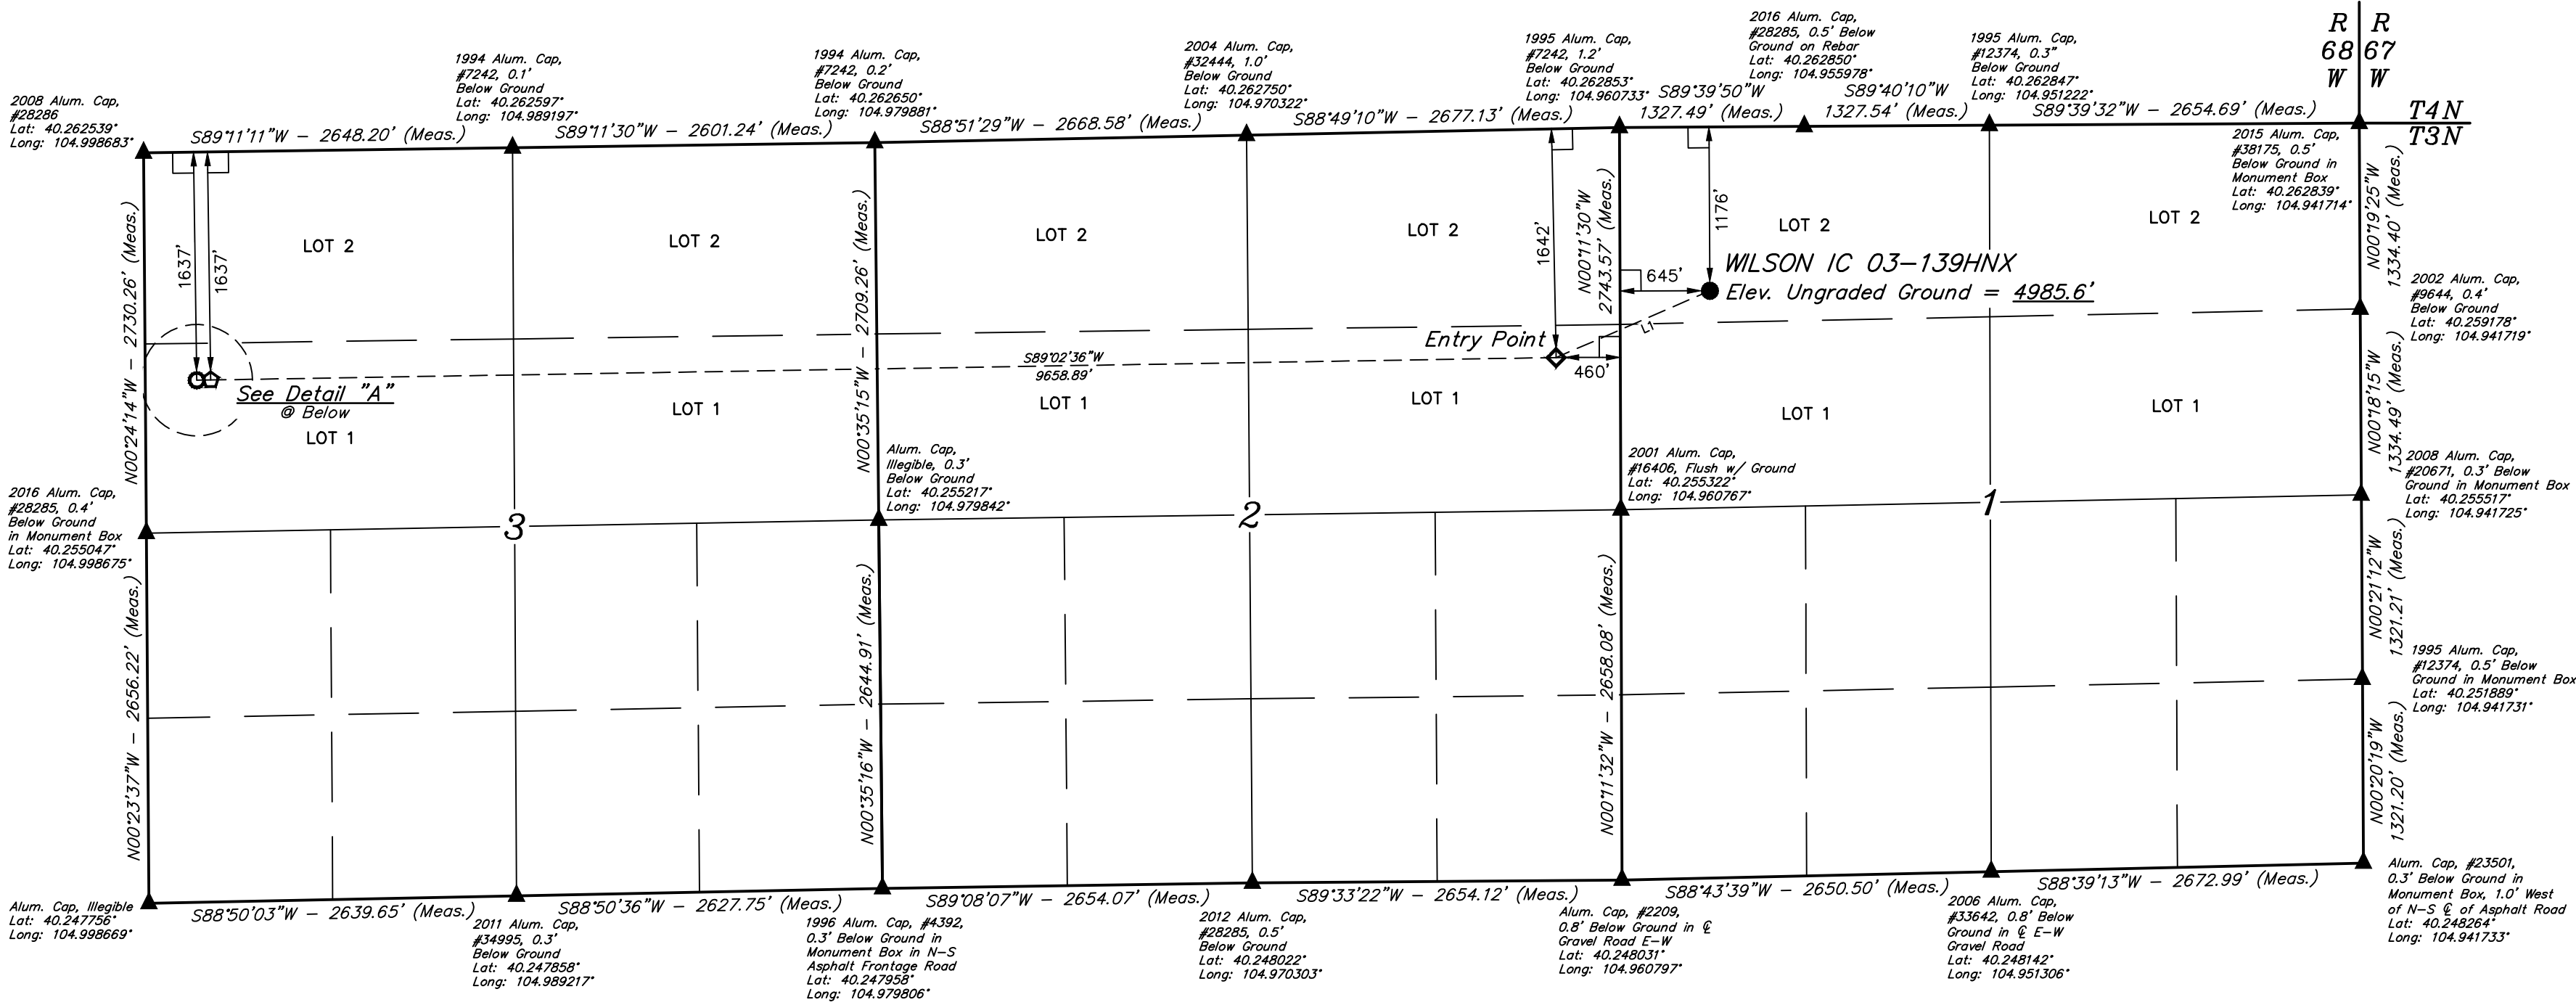 2008 Alum. Cap,
#28286
Lat: 40.262539°
Long: 104.998683°
1994 Alum. Cap,
#7242, 0.1'
Below Ground
Lat: 40.262597°
Long: 104.989197°
1994 Alum. Cap,
#7242, 0.2'
Below Ground
Lat: 40.262650°
Long: 104.979881°
2004 Alum. Cap,
#32444, 1.0'
Below Ground
Lat: 40.262750°
Long: 104.970322°
1995 Alum. Cap,
#7242, 1.2'
Below Ground
Lat: 40.262853°
Long: 104.960733°
2016 Alum. Cap,
#28285, 0.5' Below
Ground on Rebar
Lat: 40.262850°
Long: 104.955978°
1995 Alum. Cap,
#12374, 0.3"
Below Ground
Lat: 40.262847°
Long: 104.951222°
R R
68 67
W W
T4N
T3N
S89°11'11"W - 2648.20' (Meas.)
S89°11'30"W - 2601.24' (Meas.)
S88°51'29"W - 2668.58' (Meas.)
S88°49'10"W - 2677.13' (Meas.)
S89°39'50"W
1327.49' (Meas.)
S89°40'10"W
1327.54' (Meas.)
S89°39'32"W - 2654.69' (Meas.)
2015 Alum. Cap,
#38175, 0.5'
Below Ground in
Monument Box
Lat: 40.262839°
Long: 104.941714°
N00°24'14"W - 2730.26' (Meas.)
1637'
1637'
LOT 2
LOT 2
N00°35'15"W - 2709.26' (Meas.)
LOT 2
LOT 2
1642'
N00°11'30"W
2743.57' (Meas.)
1176'
LOT 2
LOT 2
N00°19'25"W
1334.40' (Meas.)
645'
WILSON IC 03-139HNX
Elev. Ungraded Ground = 4985.6'
L1
Entry Point
460'
S89°02'36"W
9658.89'
See Detail "A"
@ Below
LOT 1
LOT 1
LOT 1
LOT 1
LOT 1
LOT 1
2002 Alum. Cap,
#9644, 0.4'
Below Ground
Lat: 40.259178°
Long: 104.941719°
N00°18'15"W
1334.49' (Meas.)
2016 Alum. Cap,
#28285, 0.4'
Below Ground
in Monument Box
Lat: 40.255047°
Long: 104.998675°
Alum. Cap,
Illegible, 0.3'
Below Ground
Lat: 40.255217°
Long: 104.979842°
2001 Alum. Cap,
#16406, Flush w/ Ground
Lat: 40.255322°
Long: 104.960767°
2008 Alum. Cap,
#20671, 0.3' Below
Ground in Monument Box
Lat: 40.255517°
Long: 104.941725°
3
2
1
N00°23'37"W - 2656.22' (Meas.)
N00°35'16"W - 2644.91' (Meas.)
N00°11'32"W - 2658.08' (Meas.)
N00°21'12"W
1321.21' (Meas.)
1995 Alum. Cap,
#12374, 0.5' Below
Ground in Monument Box
Lat: 40.251889°
Long: 104.941731°
N00°20'19"W
1321.20' (Meas.)
Alum. Cap, Illegible
Lat: 40.247756°
Long: 104.998669°
S88°50'03"W - 2639.65' (Meas.)
S88°50'36"W - 2627.75' (Meas.)
S89°08'07"W - 2654.07' (Meas.)
S89°33'22"W - 2654.12' (Meas.)
S88°43'39"W - 2650.50' (Meas.)
S88°39'13"W - 2672.99' (Meas.)
2011 Alum. Cap,
#34995, 0.3'
Below Ground
Lat: 40.247858°
Long: 104.989217°
1996 Alum. Cap, #4392,
0.3' Below Ground in
Monument Box in N-S
Asphalt Frontage Road
Lat: 40.247958°
Long: 104.979806°
2012 Alum. Cap,
#28285, 0.5'
Below Ground
Lat: 40.248022°
Long: 104.970303°
Alum. Cap, #2209,
0.8' Below Ground in ℄
Gravel Road E-W
Lat: 40.248031°
Long: 104.960797°
2006 Alum. Cap,
#33642, 0.8' Below
Ground in ℄ E-W
Gravel Road
Lat: 40.248142°
Long: 104.951306°
Alum. Cap, #23501,
0.3' Below Ground in
Monument Box, 1.0' West
of N-S ℄ of Asphalt Road
Lat: 40.248264°
Long: 104.941733°